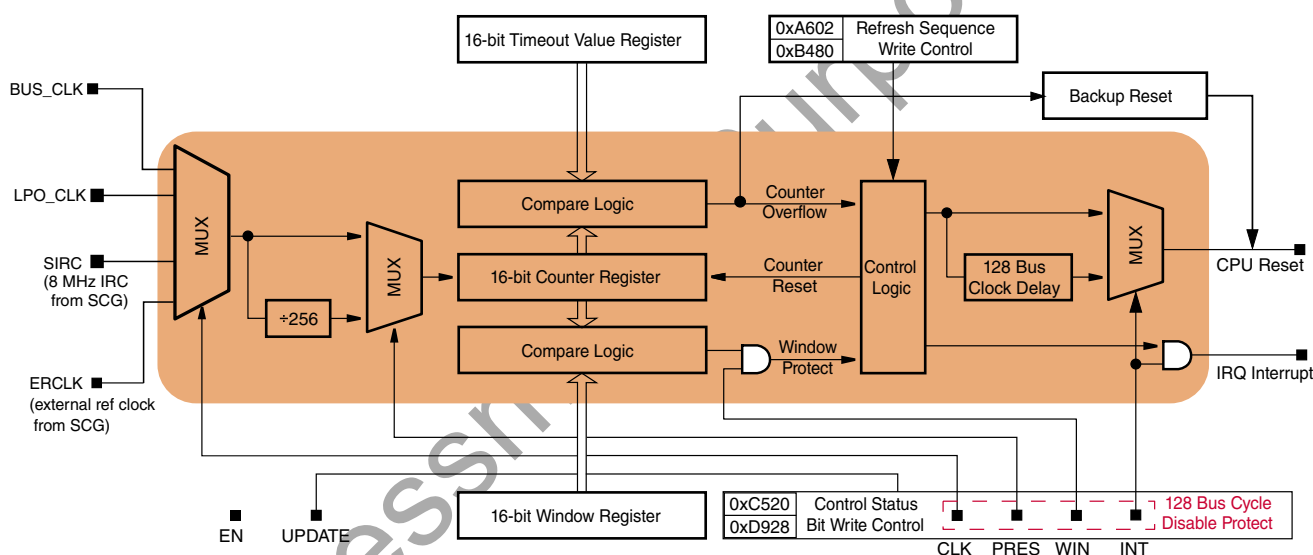 16-bit Timeout Value Register
0xA602 Refresh Sequence
0xB480 Write Control
BUS_CLK
Backup Reset
LPO_CLK
MUX
Compare Logic
Counter
Overflow
SIRC
(8 MHz IRC
from SCG)
MUX
16-bit Counter Register
Counter
Reset
Control
Logic
128 Bus
Clock Delay
MUX
CPU Reset
÷256
Compare Logic
Window
Protect
ERCLK
(external ref clock
from SCG)
IRQ Interrupt
16-bit Window Register
EN
UPDATE
0xC520 Control Status
0xD928 Bit Write Control
128 Bus Cycle
Disable Protect
CLK PRES WIN INT